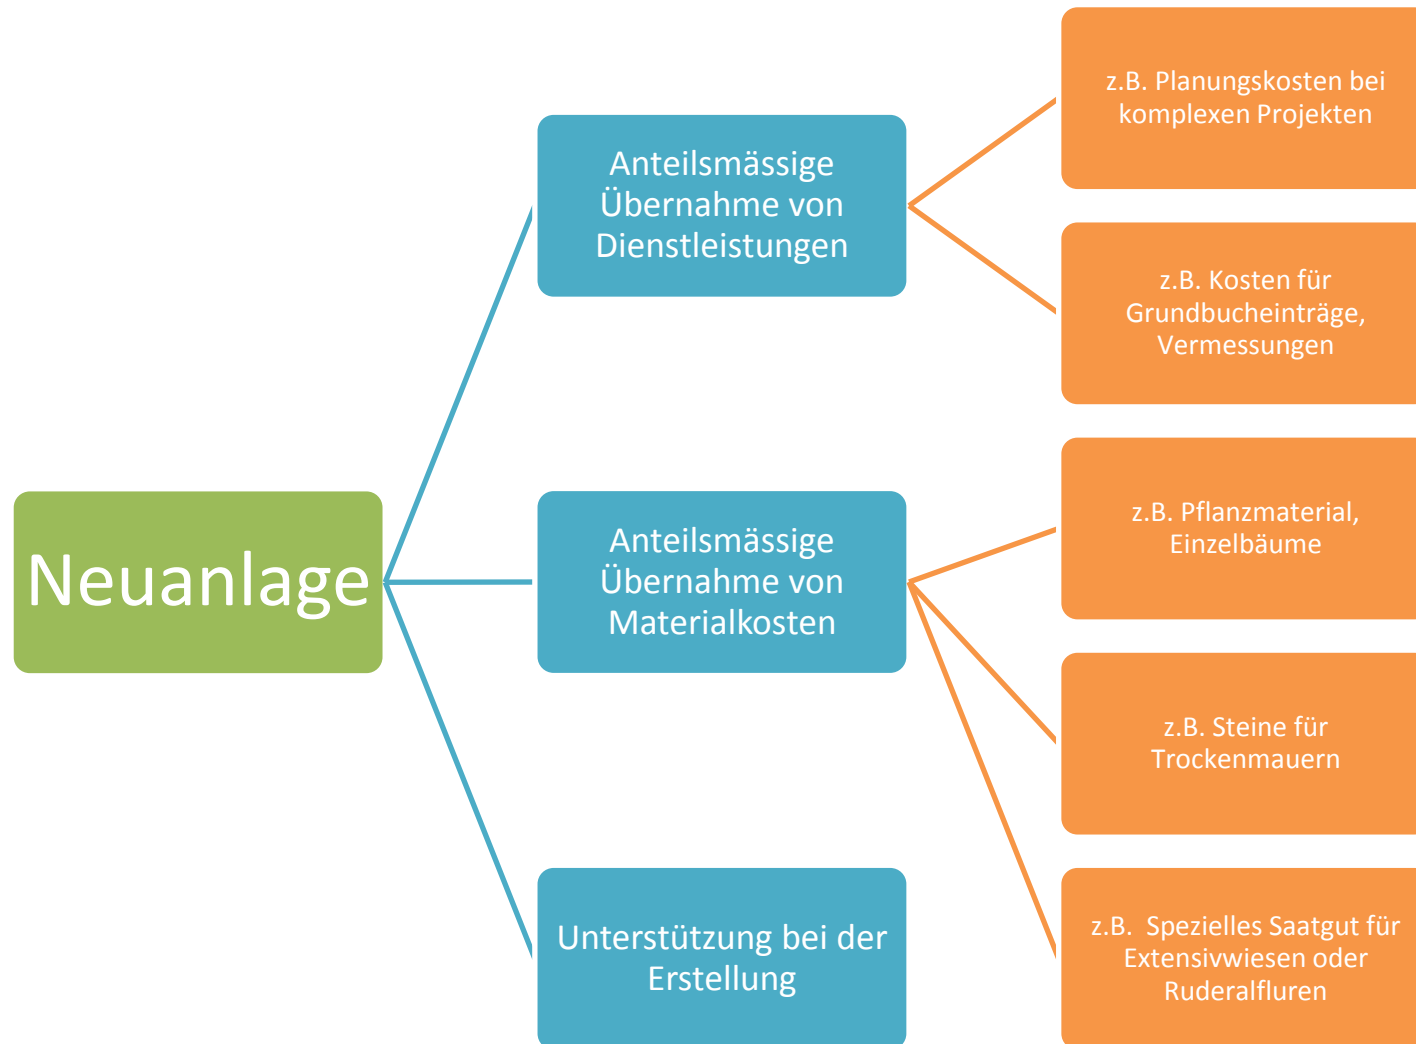 Neuanlage
Anteilsmässige
Übernahme von
Dienstleistungen
z.B. Planungskosten bei
komplexen Projekten
z.B. Kosten für
Grundbucheinträge,
Vermessungen
Anteilsmässige
Übernahme von
Materialkosten
z.B. Pflanzmaterial,
Einzelbäume
z.B. Steine für
Trockenmauern
z.B.  Spezielles Saatgut für
Extensivwiesen oder
Ruderalfluren
Unterstützung bei der
Erstellung